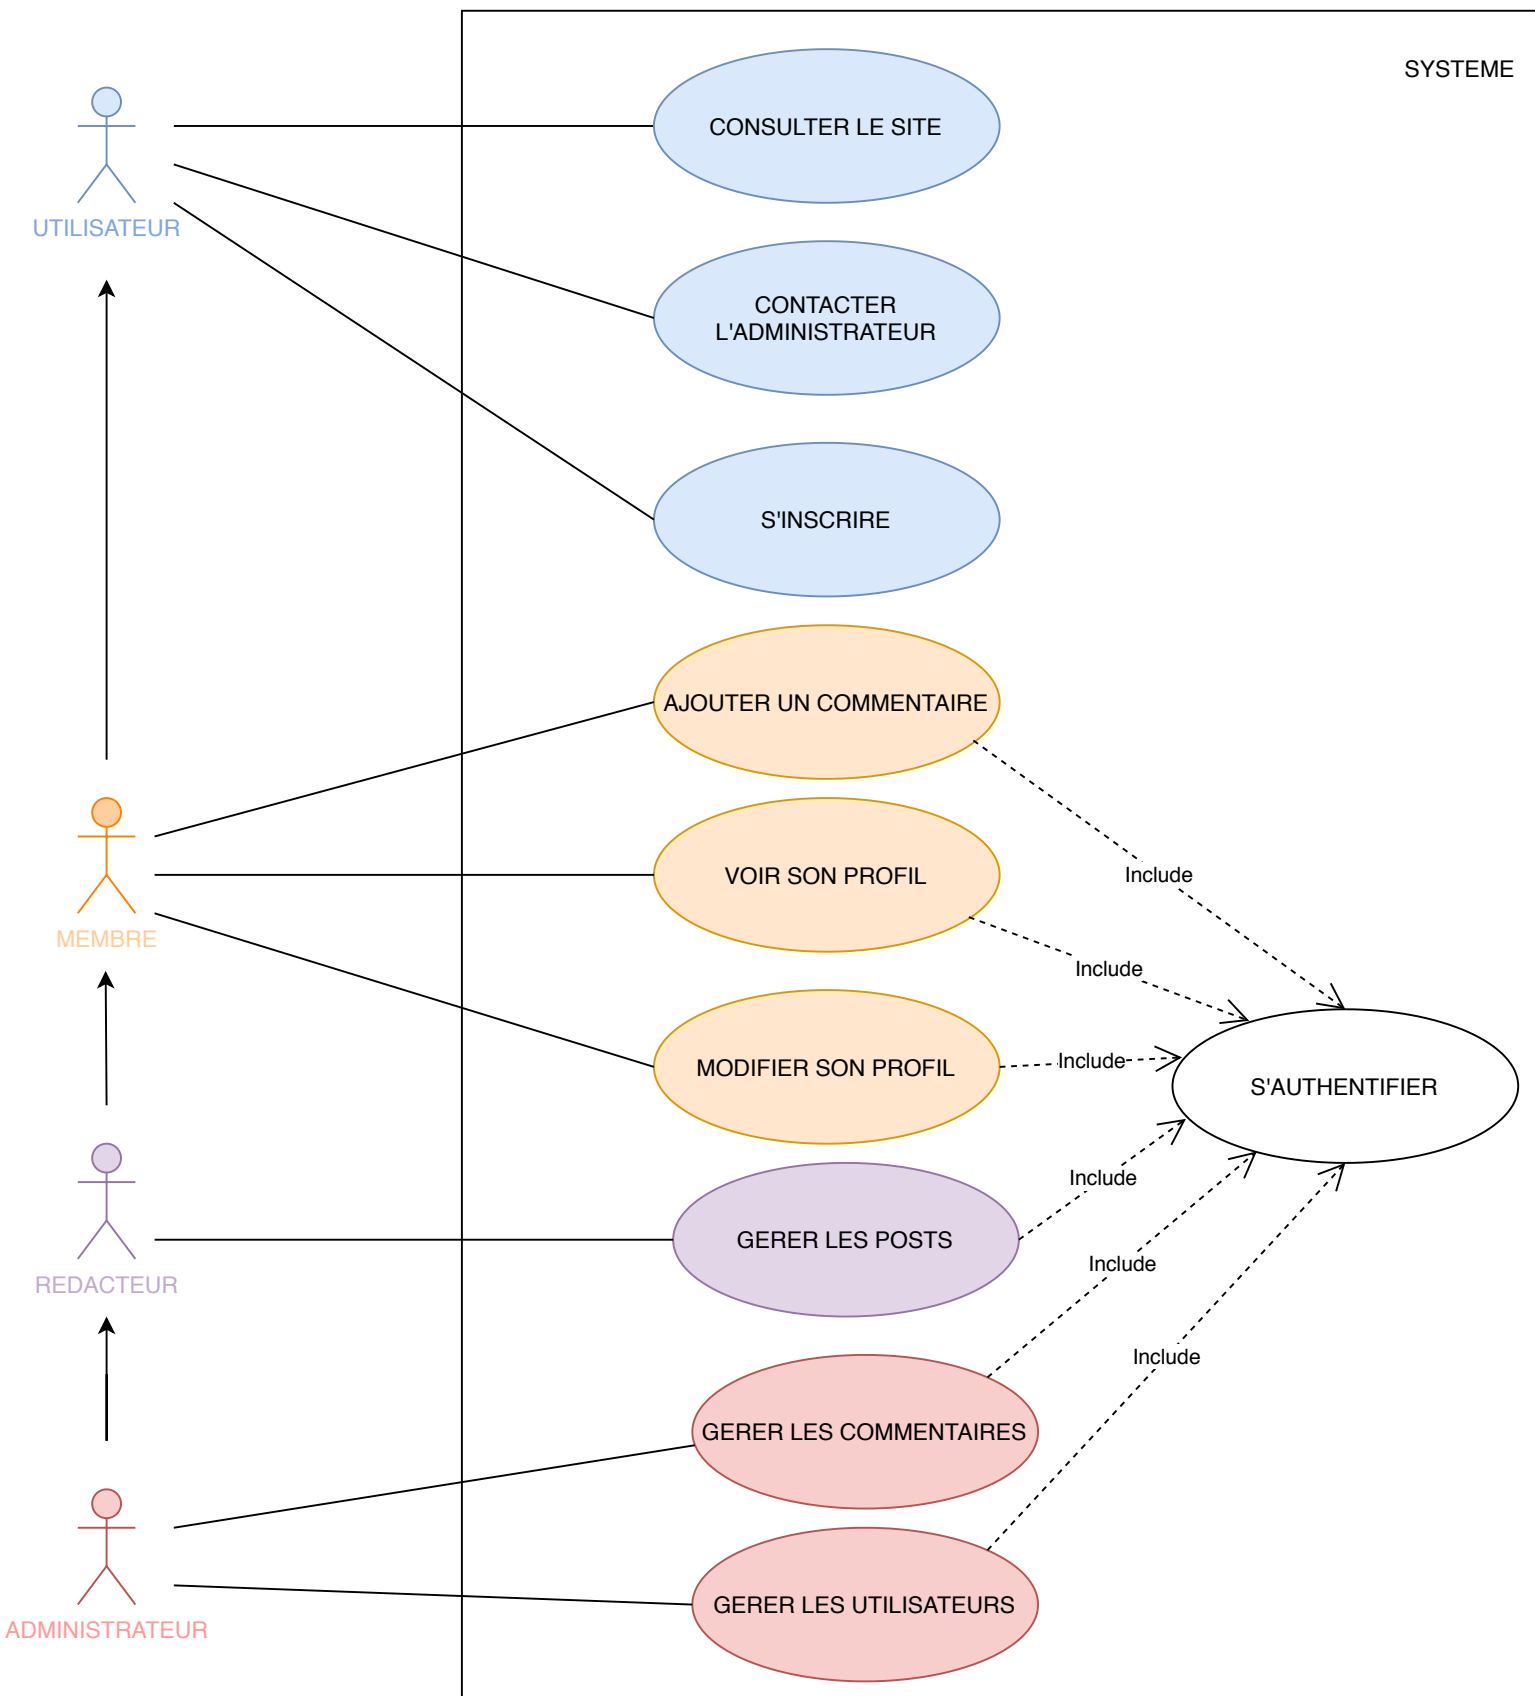 SYSTEME
CONSULTER LE SITE
UTILISATEUR
CONTACTER
L'ADMINISTRATEUR
S'INSCRIRE
AJOUTER UN COMMENTAIRE
Include
VOIR SON PROFIL
MEMBRE
Include
MODIFIER SON PROFIL
Include
S'AUTHENTIFIER
Include
GERER LES POSTS
Include
REDACTEUR
Include
GERER LES COMMENTAIRES
GERER LES UTILISATEURS
ADMINISTRATEUR